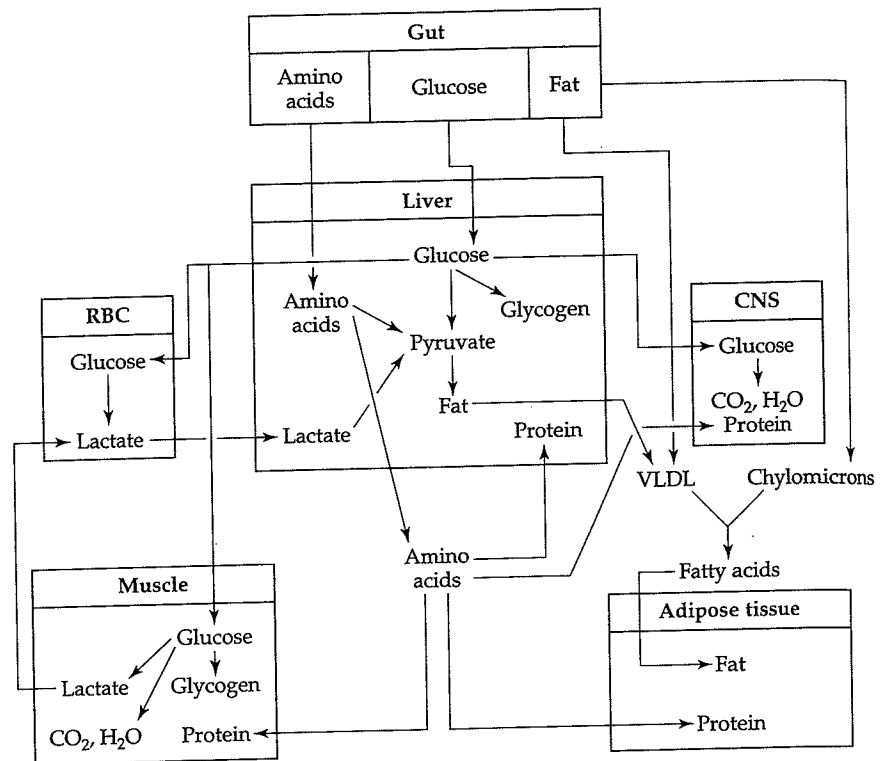 Gut
Amino
acids
Glucose
Fat
Liver
Glucose
Amino
acids
Glycogen
Pyruvate
Fat
Lactate
Protein
RBC
Glucose
Lactate
CNS
Glucose
CO₂, H₂O
Protein
VLDL
Chylomicrons
Amino
acids
Fatty acids
Muscle
Glucose
Lactate
Glycogen
CO₂, H₂O
Protein
Adipose tissue
Fat
Protein